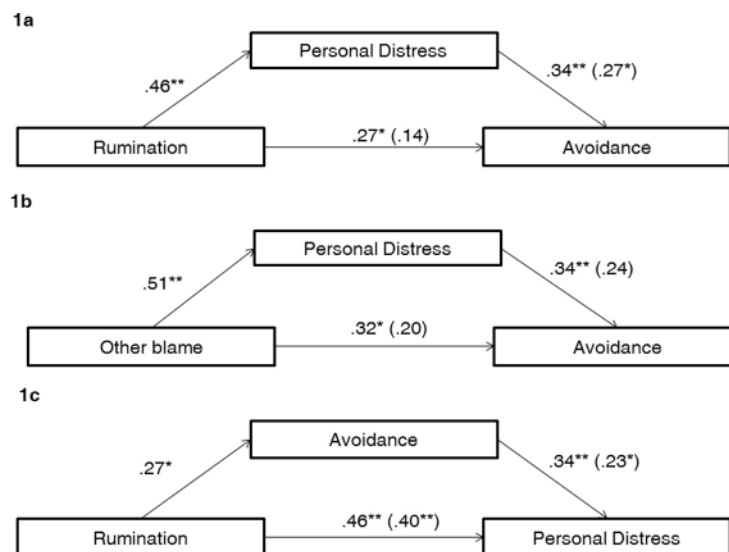 1a
Personal Distress
.46**
.34** (.27*)
Rumination
.27* (.14)
Avoidance
1b
Personal Distress
.51**
.34** (.24)
Other blame
.32* (.20)
Avoidance
1c
Avoidance
.27*
.34** (.23*)
Rumination
.46** (.40**)
Personal Distress